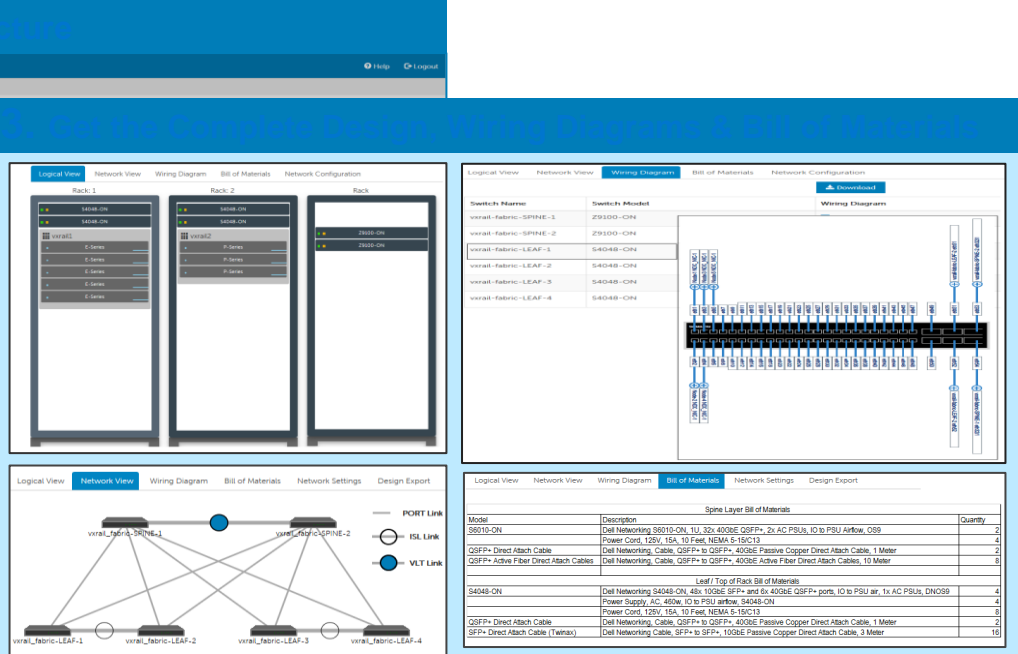 cture
Help Logout
3. Get the Complete Design, Wiring Diagrams & Bill of Materials
Logical View Network View Wiring Diagram Bill of Materials Network Configuration
Rack: 1 Rack: 2 Rack
S4048-ON S4048-ON
S4048-ON S4048-ON
vxrail1 vxrail2
Z9100-ON
Z9100-ON
E-Series P-Series
E-Series P-Series
E-Series P-Series
E-Series
E-Series
Logical View Network View Wiring Diagram Bill of Materials Network Configuration
Download
Switch Name Switch Model Wiring Diagram
vxrail-fabric-SPINE-1 Z9100-ON
vxrail-fabric-SPINE-2 Z9100-ON
vxrail-fabric-LEAF-1 S4048-ON
vxrail-fabric-LEAF-2 S4048-ON
vxrail-fabric-LEAF-3 S4048-ON
vxrail-fabric-LEAF-4 S4048-ON
Logical View Network View Wiring Diagram Bill of Materials Network Settings Design Export
PORT Link
ISL Link
VLT Link
vxrail_fabric-SPINE-1 vxrail_fabric-SPINE-2
vxrail_fabric-LEAF-1 vxrail_fabric-LEAF-2 vxrail_fabric-LEAF-3 vxrail_fabric-LEAF-4
Logical View Network View Wiring Diagram Bill of Materials Network Settings Design Export
Spine Layer Bill of Materials
Model Description Quantity
S6010-ON Dell Networking S6010-ON, 1U, 32x 40GbE QSFP+, 2x AC PSUs, IO to PSU Airflow, OS9 2
Power Cord, 125V, 15A, 10 Feet, NEMA 5-15/C13 4
QSFP+ Direct Attach Cable Dell Networking, Cable, QSFP+ to QSFP+, 40GbE Passive Copper Direct Attach Cable, 1 Meter 2
QSFP+ Active Fiber Direct Attach Cables Dell Networking, Cable, QSFP+ to QSFP+, 40GbE Active Fiber Direct Attach Cables, 10 Meter 8
Leaf / Top of Rack Bill of Materials
S4048-ON Dell Networking S4048-ON, 48x 10GbE SFP+ and 6x 40GbE QSFP+ ports, IO to PSU air, 1x AC PSUs, DNOS9 4
Power Supply, AC, 460w, IO to PSU airflow, S4048-ON 4
Power Cord, 125V, 15A, 10 Feet, NEMA 5-15/C13 8
QSFP+ Direct Attach Cable Dell Networking, Cable, QSFP+ to QSFP+, 40GbE Passive Copper Direct Attach Cable, 1 Meter 2
SFP+ Direct Attach Cable (Twinax) Dell Networking Cable, SFP+ to SFP+, 10GbE Passive Copper Direct Attach Cable, 3 Meter 16